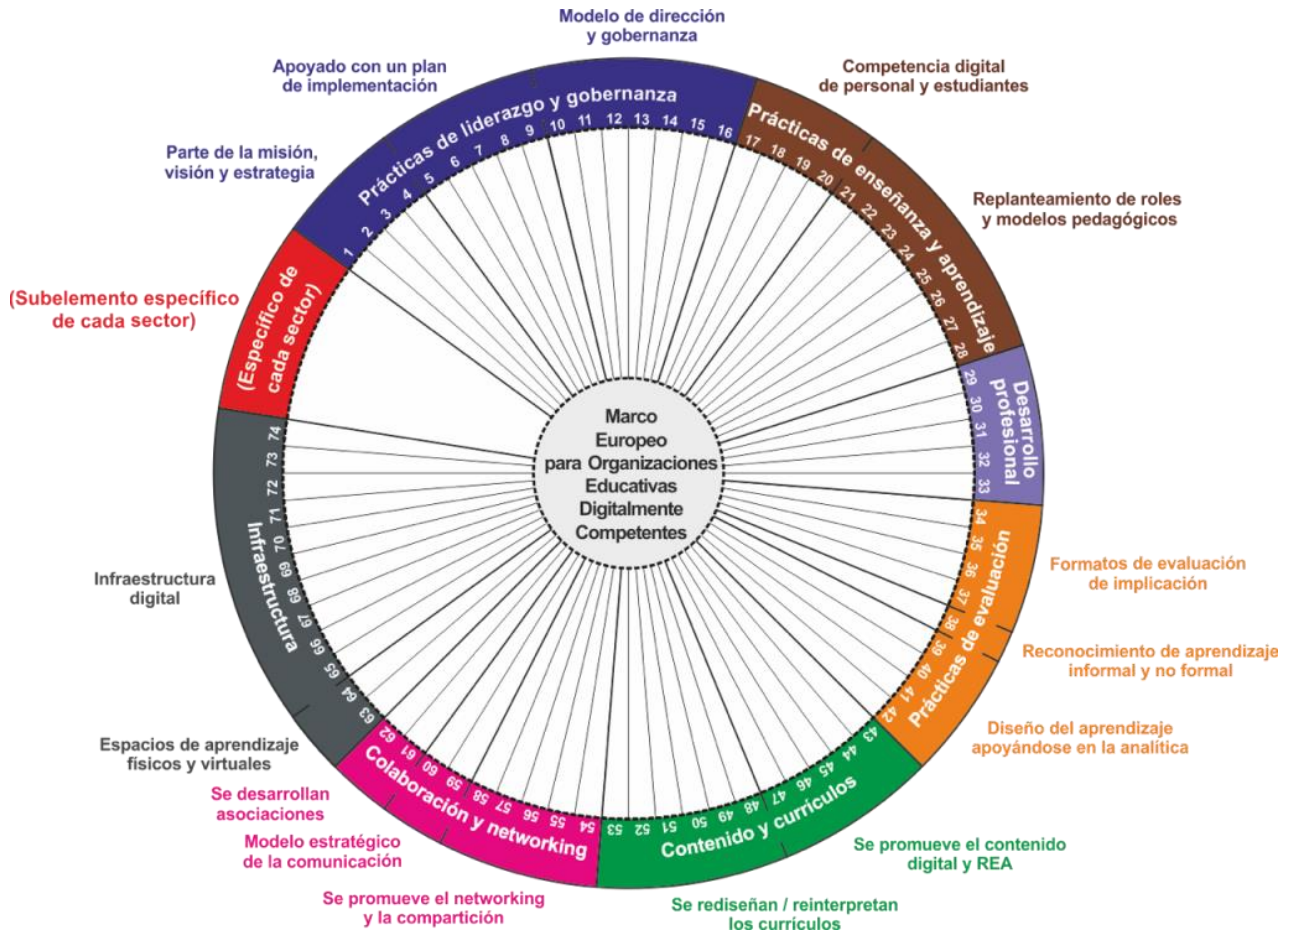 Modelo de dirección
y gobernanza
Apoyado con un plan
de implementación
Competencia digital
de personal y estudiantes
Parte de la misión,
visión y estrategia
Replanteamiento de roles
y modelos pedagógicos
(Subelemento específico
de cada sector)
Prácticas de liderazgo y gobernanza
1 2 3 4 5 6 7 8 9 10 11 12 13 14 15 16
Prácticas de enseñanza y aprendizaje
17 18 19 20 21 22 23 24 25 26 27 28
Desarrollo
profesional
29 30 31 32 33
Prácticas de evaluación
34 35 36 37 38 39 40 41 42
Contenido y currículos
43 44 45 46 47 48 49 50 51 52 53
Colaboración y networking
54 55 56 57 58 59 60 61 62
Infraestructura
63 64 65 66 67 68 69 70 71 72 73 74
(Específico de
cada sector)
Marco
Europeo
para Organizaciones
Educativas
Digitalmente
Competentes
Formatos de evaluación
de implicación
Reconocimiento de aprendizaje
informal y no formal
Diseño del aprendizaje
apoyándose en la analítica
Se promueve el contenido
digital y REA
Se rediseñan / reinterpretan
los currículos
Se promueve el networking
y la compartición
Modelo estratégico
de la comunicación
Se desarrollan
asociaciones
Espacios de aprendizaje
físicos y virtuales
Infraestructura
digital